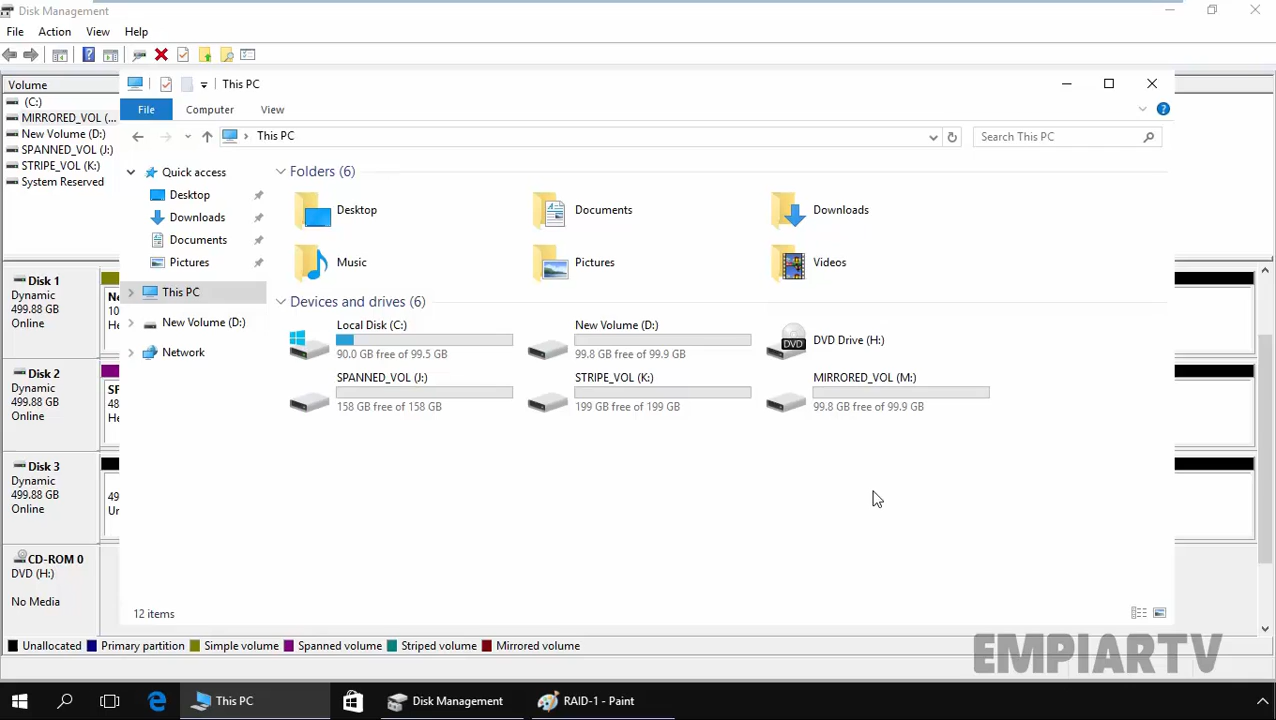 Disk Management
File Action View Help
Volume
(C:)
MIRRORED_VOL (...
New Volume (D:)
SPANNED_VOL (J:)
STRIPE_VOL (K:)
System Reserved
This PC
File Computer View
This PC
Search This PC
Quick access
Desktop
Downloads
Documents
Pictures
This PC
New Volume (D:)
Network
Folders (6)
Desktop Documents Downloads
Music Pictures Videos
Devices and drives (6)
Local Disk (C:)
90.0 GB free of 99.5 GB
New Volume (D:)
99.8 GB free of 99.9 GB
DVD
DVD Drive (H:)
SPANNED_VOL (J:)
158 GB free of 158 GB
STRIPE_VOL (K:)
199 GB free of 199 GB
MIRRORED_VOL (M:)
99.8 GB free of 99.9 GB
12 items
Disk 1
Dynamic
499.88 GB
Online
Disk 2
Dynamic
499.88 GB
Online
Disk 3
Dynamic
499.88 GB
Online
CD-ROM 0
DVD (H:)
No Media
Unallocated Primary partition Simple volume Spanned volume Striped volume Mirrored volume
EMPIARTV
This PC Disk Management RAID-1 - Paint